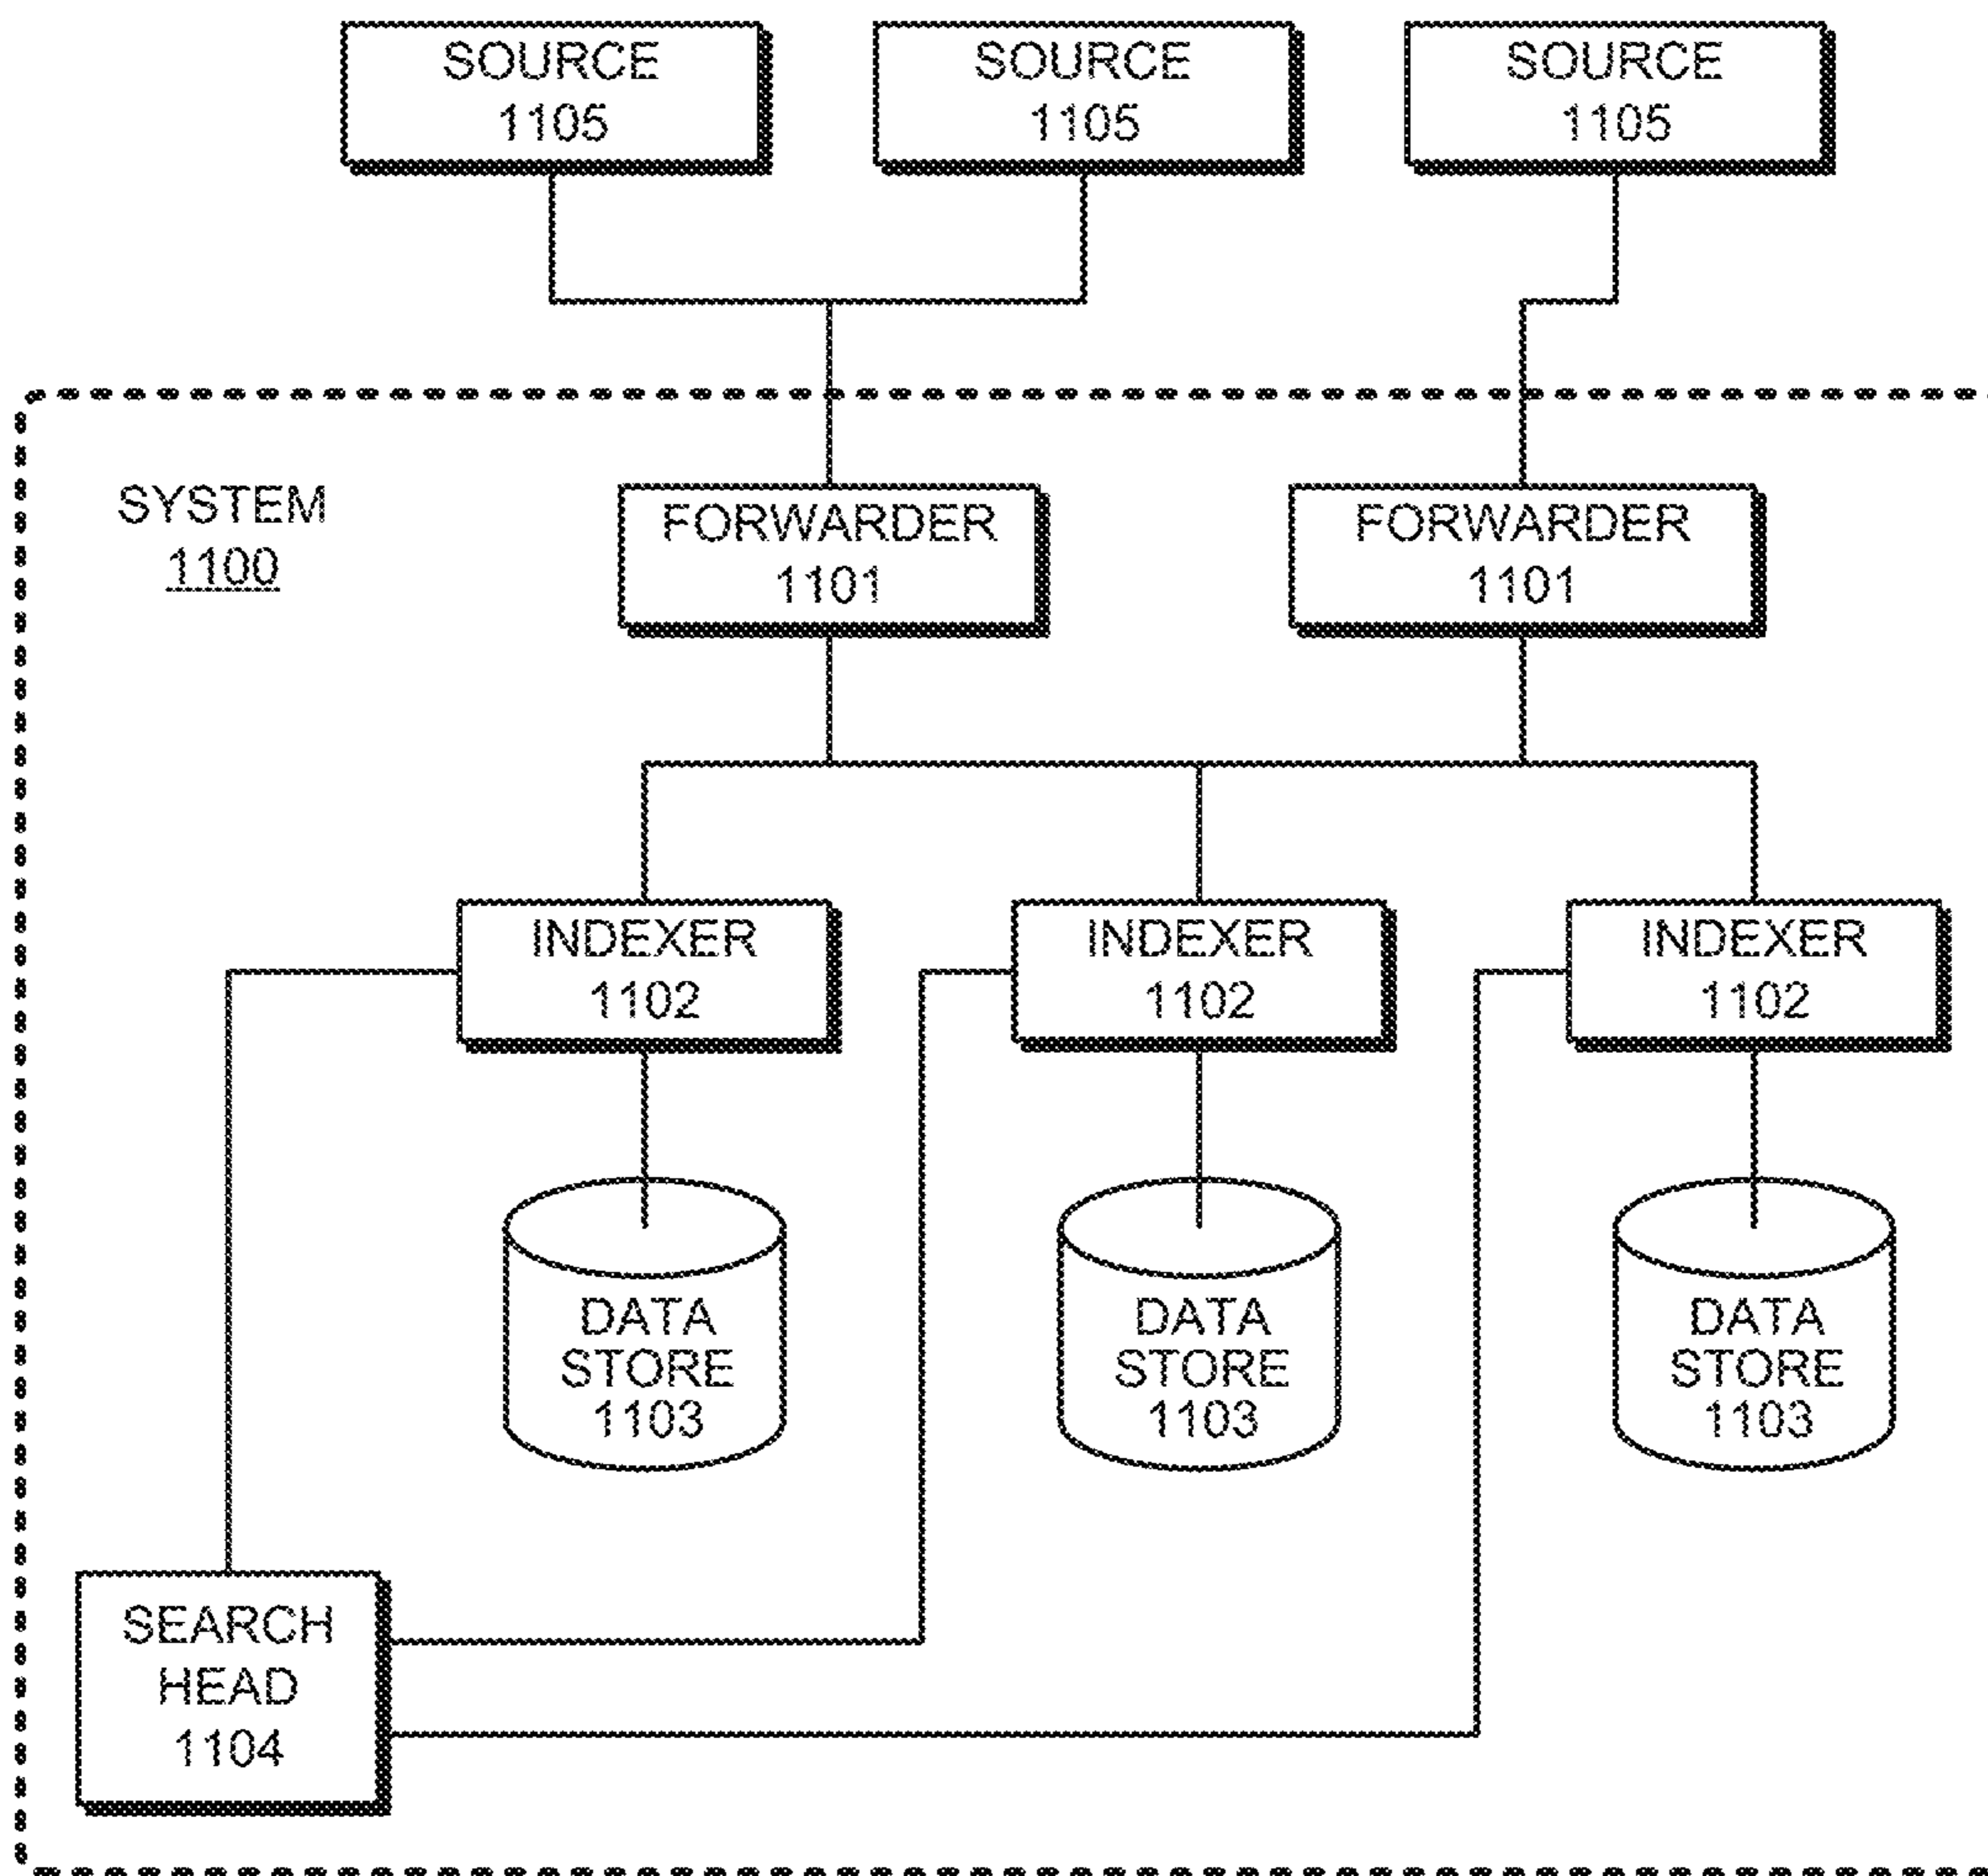 SOURCE
1105
SOURCE
1105
SOURCE
1105
SYSTEM
1100
FORWARDER
1101
FORWARDER
1101
INDEXER
1102
INDEXER
1102
INDEXER
1102
DATA
STORE
1103
DATA
STORE
1103
DATA
STORE
1103
SEARCH
HEAD
1104